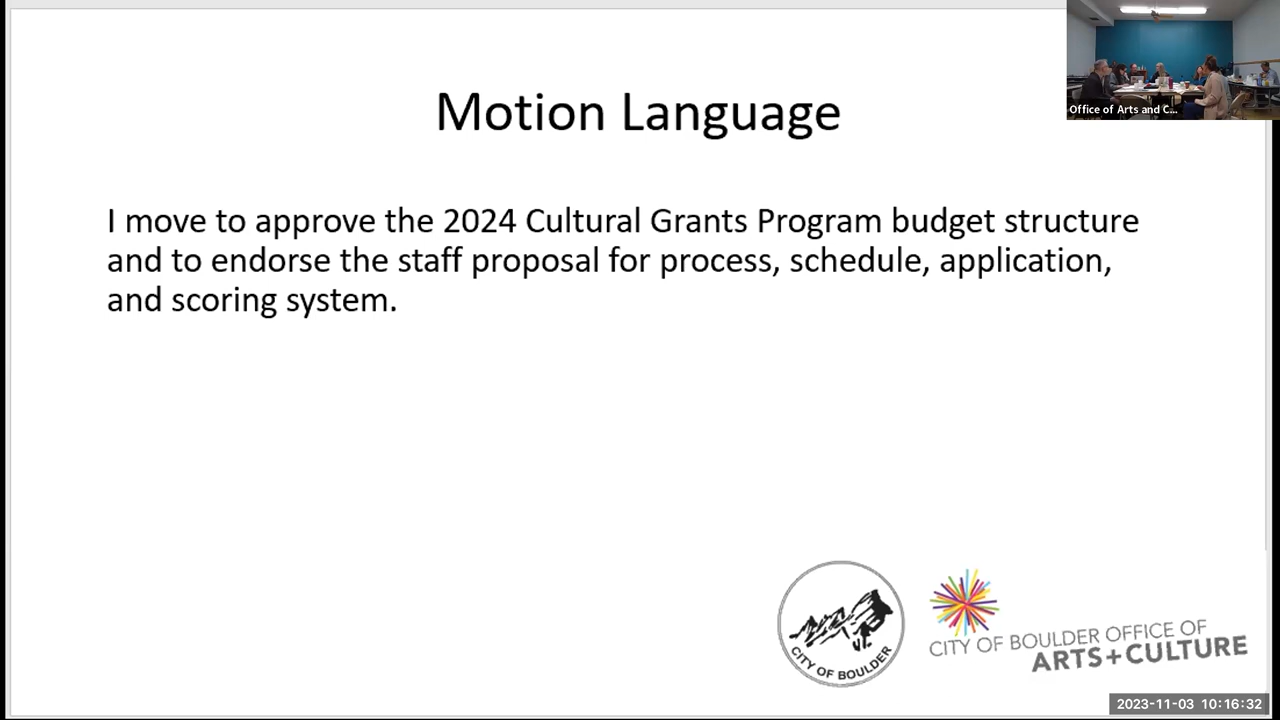 Motion Language
I move to approve the 2024 Cultural Grants Program budget structure
and to endorse the staff proposal for process, schedule, application,
and scoring system.
Office of Arts and C...
CITY OF BOULDER
CITY OF BOULDER OFFICE OF
ARTS+CULTURE
2023-11-03 10:16:32